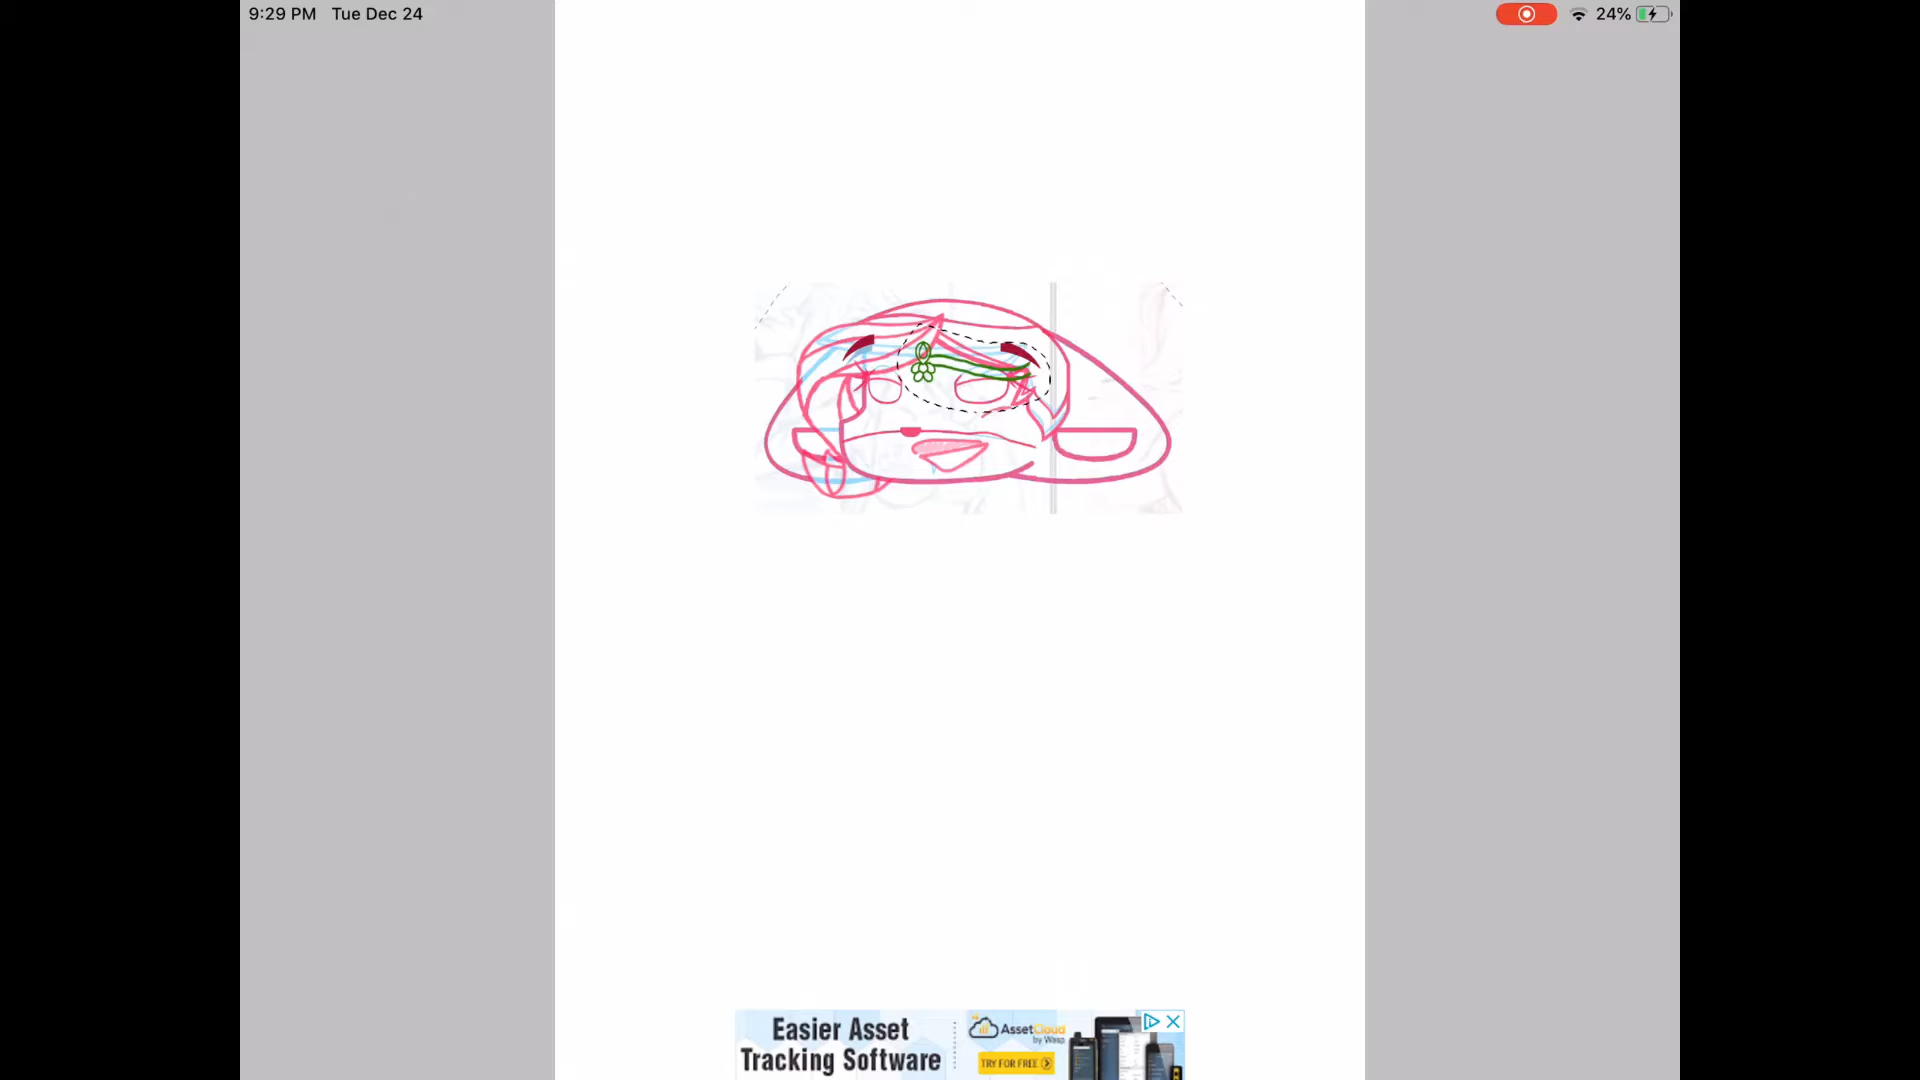 9:29 PM Tue Dec 24
24%
Easier Asset
Tracking Software
AssetCloud
by Wasp
TRY FOR FREE